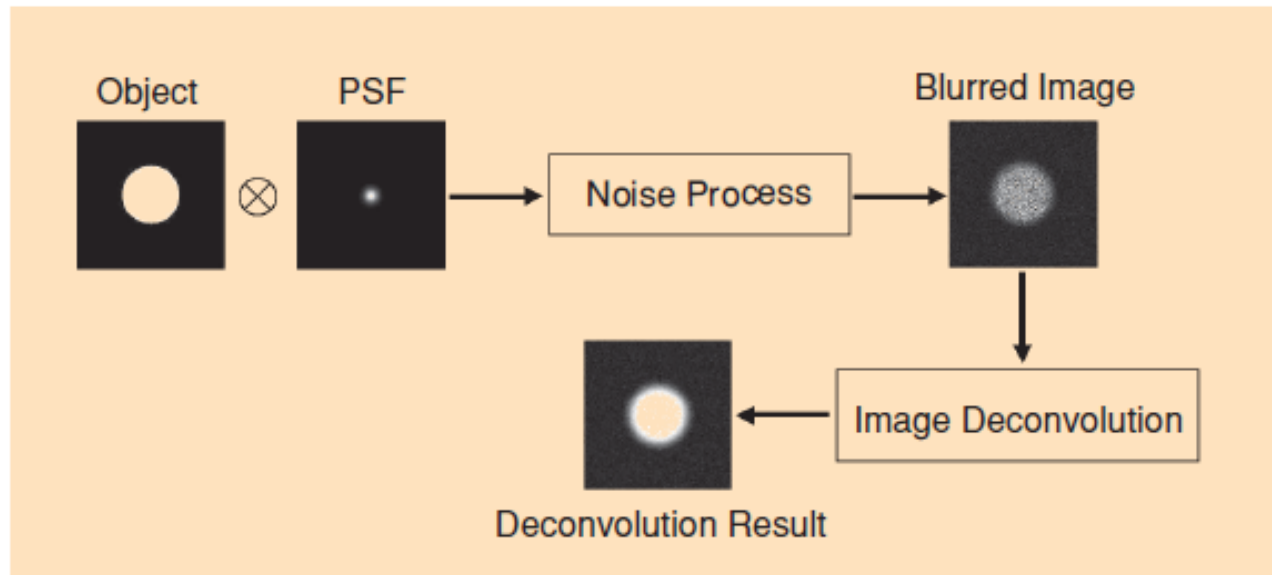 Object
PSF
Blurred Image
Noise Process
Image Deconvolution
Deconvolution Result